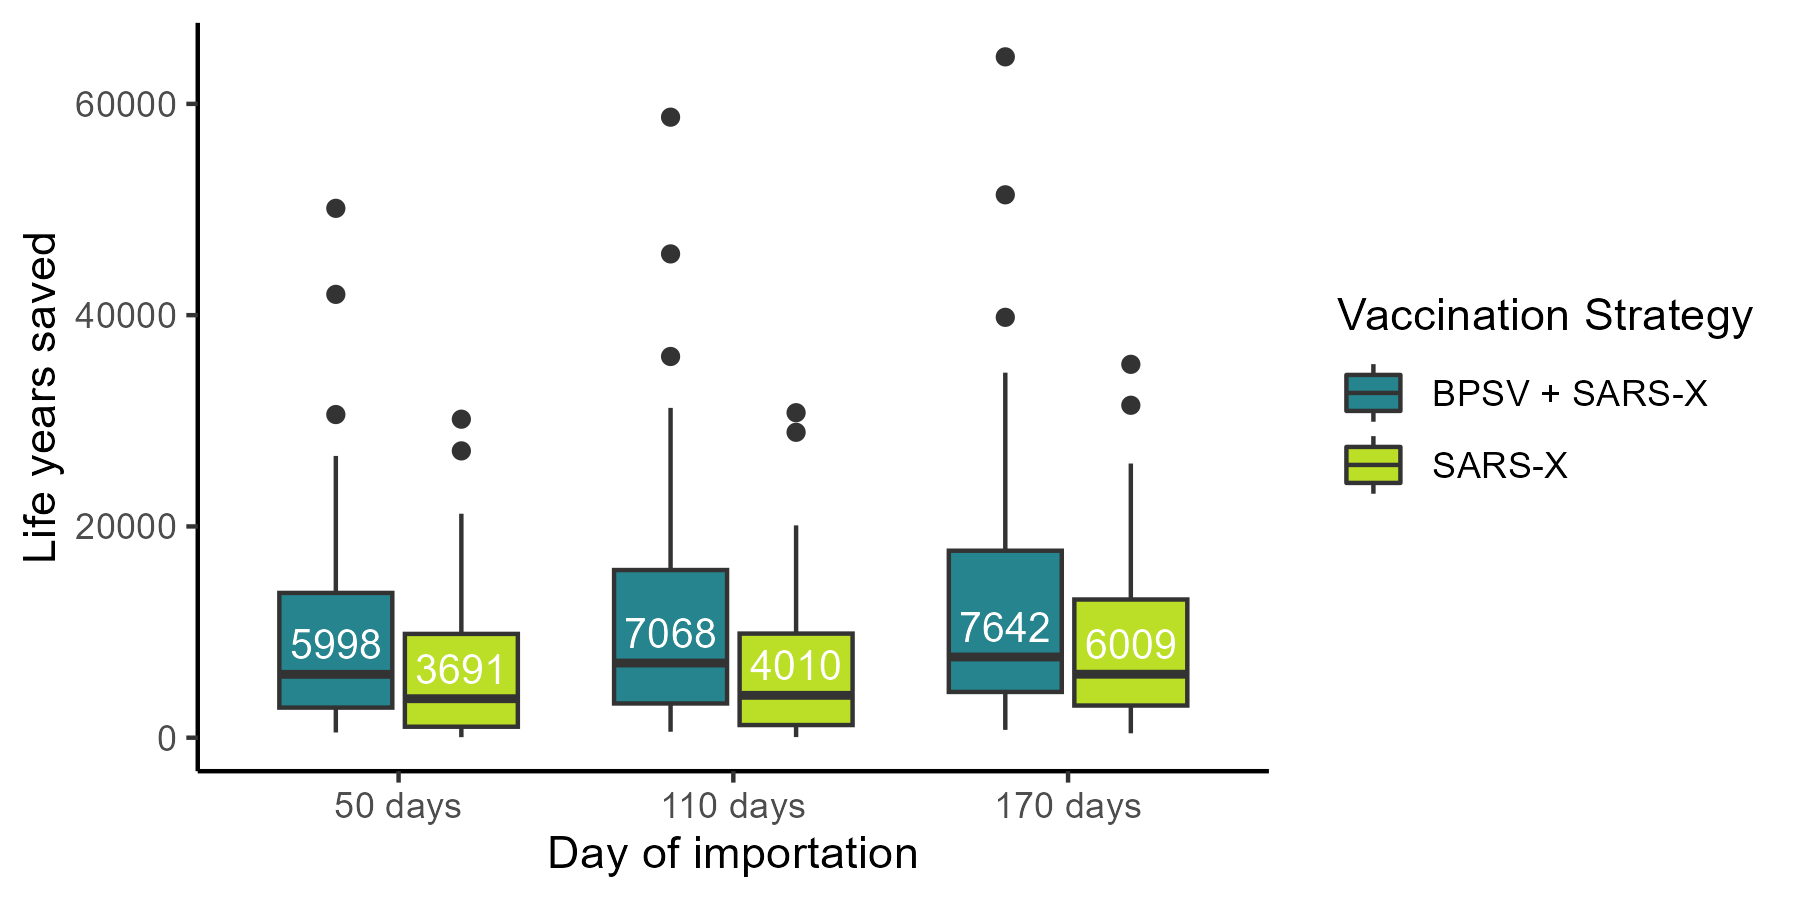 Life years saved
60000
40000
20000
0
5998
3691
7068
4010
7642
6009
50 days
110 days
170 days
Day of importation
Vaccination Strategy
BPSV + SARS-X
SARS-X